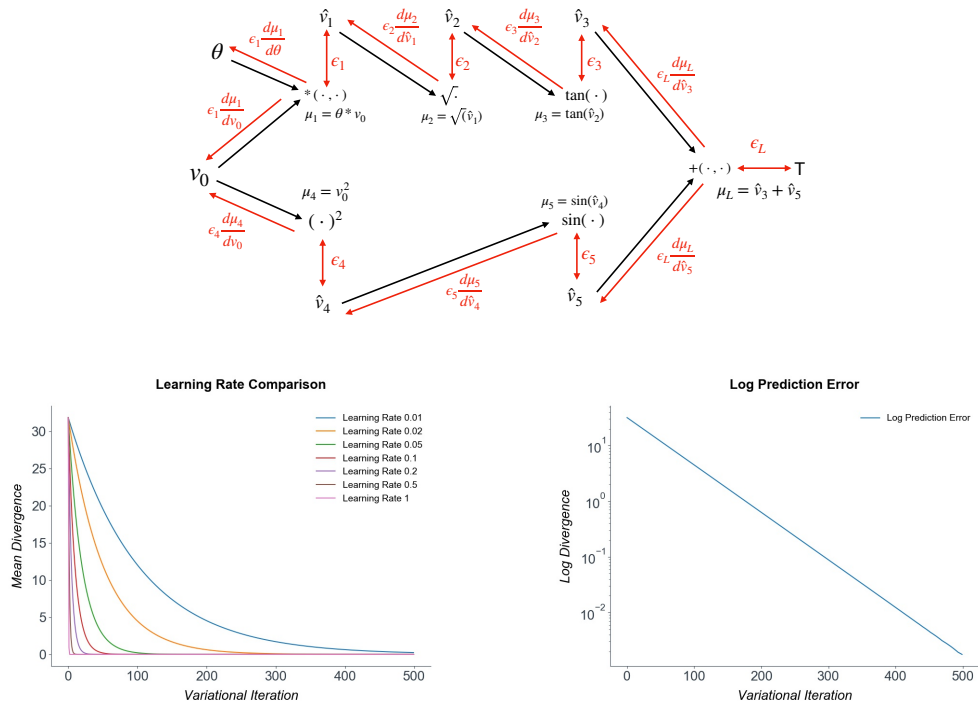 v̂₁ ϵ₂ dμ₂/dv̂₁ v̂₂ ϵ₃ dμ₃/dv̂₂ v̂₃
θ ϵ₁ dμ₁/dθ ϵ₁ ϵ₂ ϵ₃ ϵ_L dμ_L/dv̂₃
*(·,·) √· tan(·)
ϵ₁ dμ₁/dv₀ μ₁ = θ * v₀ μ₂ = √(v̂₁) μ₃ = tan(v̂₂)
ϵ_L
v₀ +(·,·) T
μ₄ = v₀² μ_L = v̂₃ + v̂₅
μ₅ = sin(v̂₄)
ϵ₄ dμ₄/dv₀ (·)² sin(·)
ϵ₄ ϵ₅ ϵ_L dμ_L/dv̂₅
v̂₄ ϵ₅ dμ₅/dv̂₄ v̂₅
Learning Rate Comparison
Mean Divergence
30
25
20
15
10
5
0
Learning Rate 0.01
Learning Rate 0.02
Learning Rate 0.05
Learning Rate 0.1
Learning Rate 0.2
Learning Rate 0.5
Learning Rate 1
0 100 200 300 400 500
Variational Iteration
Log Prediction Error
Log Divergence
10¹
10⁰
10⁻¹
10⁻²
Log Prediction Error
0 100 200 300 400 500
Variational Iteration